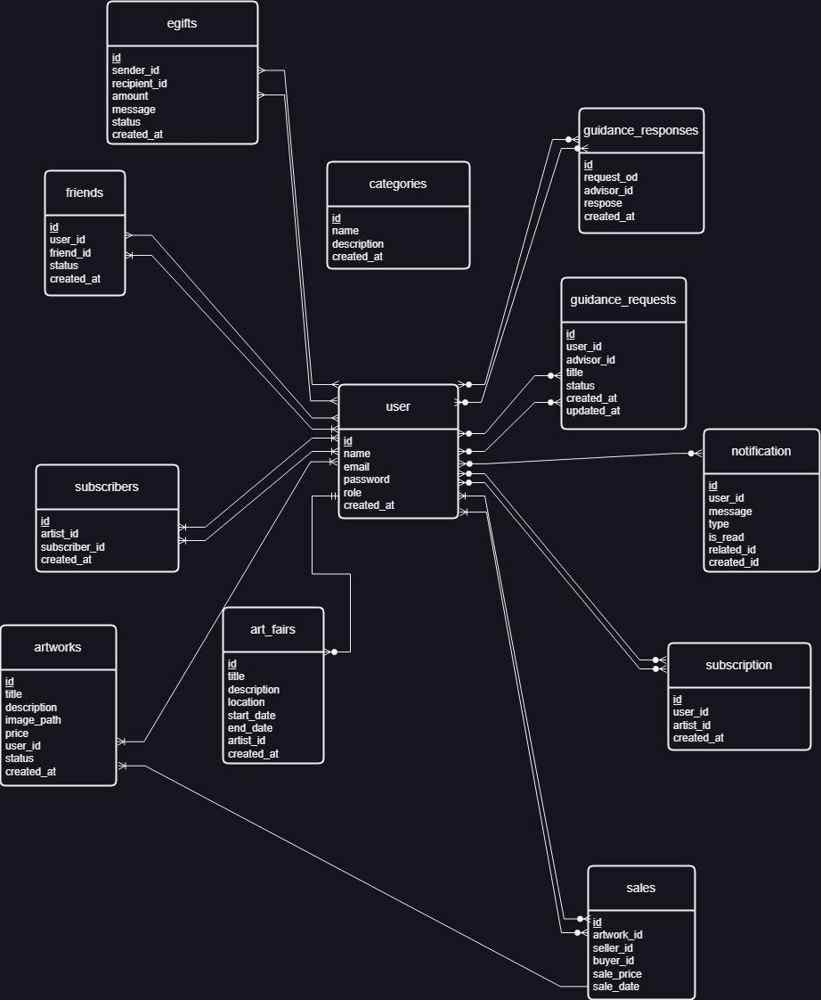 egifts
id
sender_id
recipient_id
amount
message
status
created_at
guidance_responses
id
request_od
advisor_id
respose
created_at
categories
id
name
description
created_at
friends
id
user_id
friend_id
status
created_at
guidance_requests
id
user_id
advisor_id
title
status
created_at
updated_at
user
id
name
email
password
role
created_at
notification
id
user_id
message
type
is_read
related_id
created_id
subscribers
id
artist_id
subscriber_id
created_at
art_fairs
id
title
description
location
start_date
end_date
artist_id
created_at
artworks
id
title
description
image_path
price
user_id
status
created_at
subscription
id
user_id
artist_id
created_at
sales
id
artwork_id
seller_id
buyer_id
sale_price
sale_date